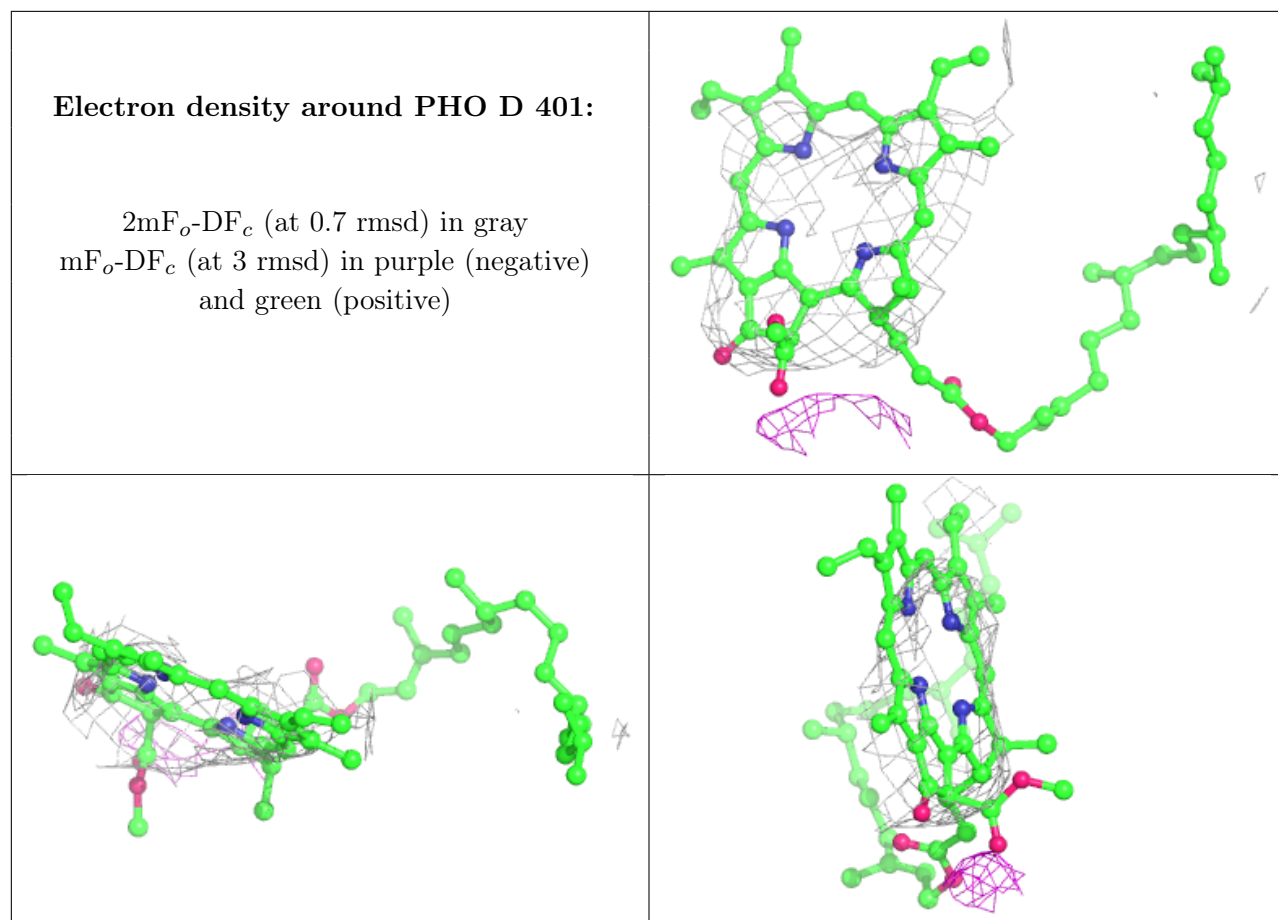 Electron density around PHO D 401:
2mFo-DFc (at 0.7 rmsd) in gray
mFo-DFc (at 3 rmsd) in purple (negative)
and green (positive)